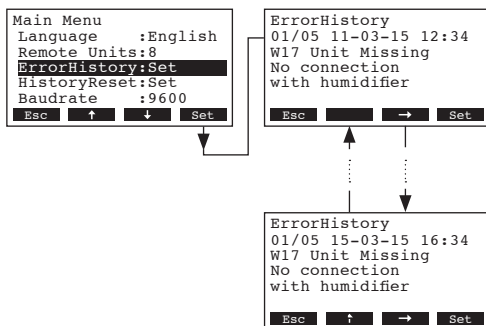 Main Menu
Language :English
Remote Units:8
ErrorHistory:Set
HistoryReset:Set
Baudrate :9600
Esc ↑ ↓ Set
ErrorHistory
01/05 11-03-15 12:34
W17 Unit Missing
No connection
with humidifier
Esc → Set
ErrorHistory
01/05 15-03-15 16:34
W17 Unit Missing
No connection
with humidifier
Esc ↑ → Set